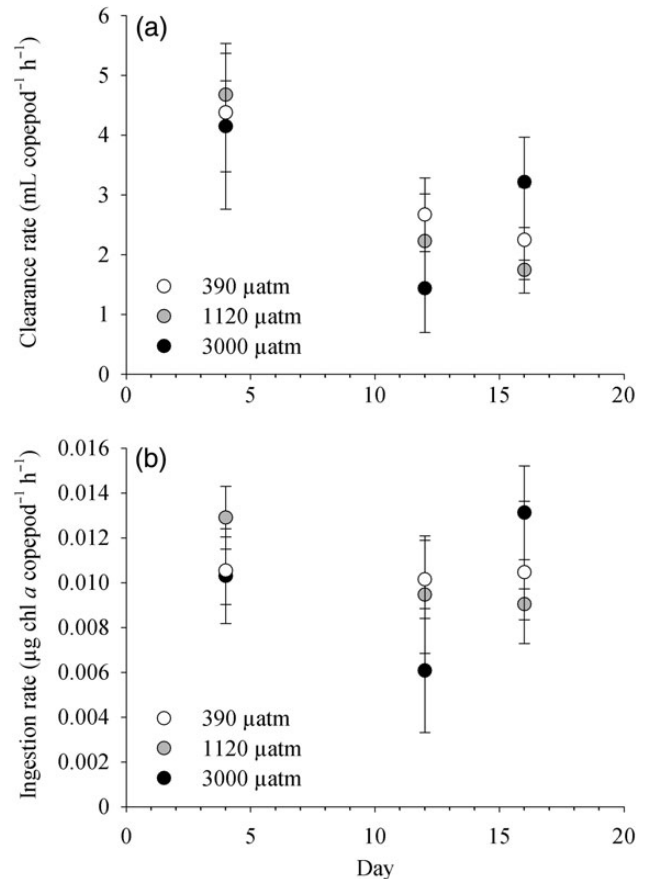 (a)
Clearance rate (mL copepod⁻¹ h⁻¹)
6
5
4
3
2
1
0
390 µatm
1120 µatm
3000 µatm
0 5 10 15 20
(b)
Ingestion rate (µg chl a copepod⁻¹ h⁻¹)
0.016
0.014
0.012
0.010
0.008
0.006
0.004
0.002
0
390 µatm
1120 µatm
3000 µatm
0 5 10 15 20
Day